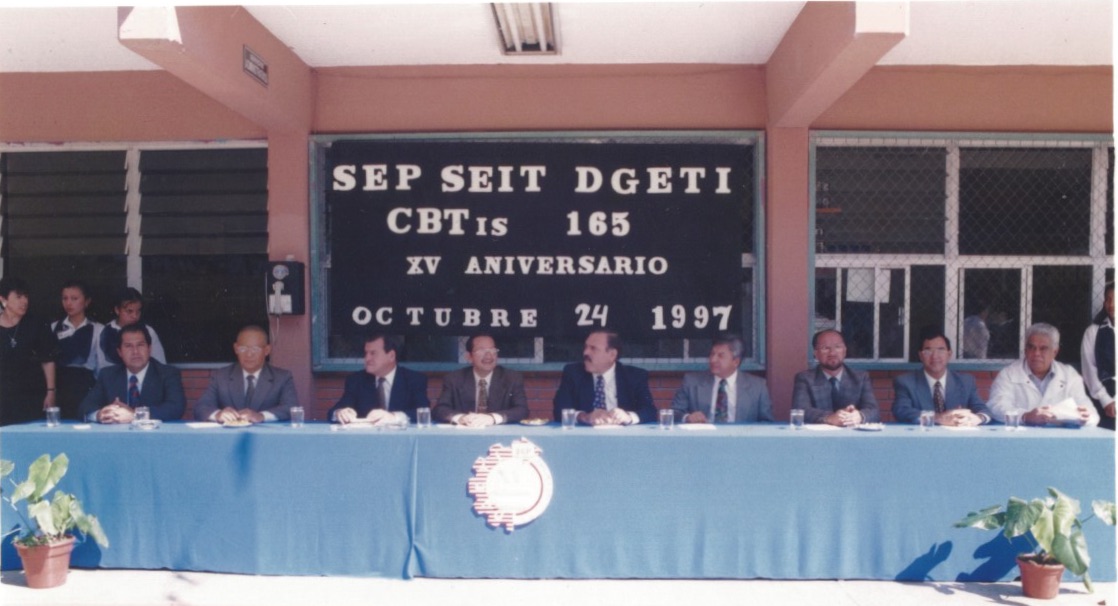 SEP SEIT DGETI
CBTis 165
XV ANIVERSARIO
OCTUBRE 24 1997